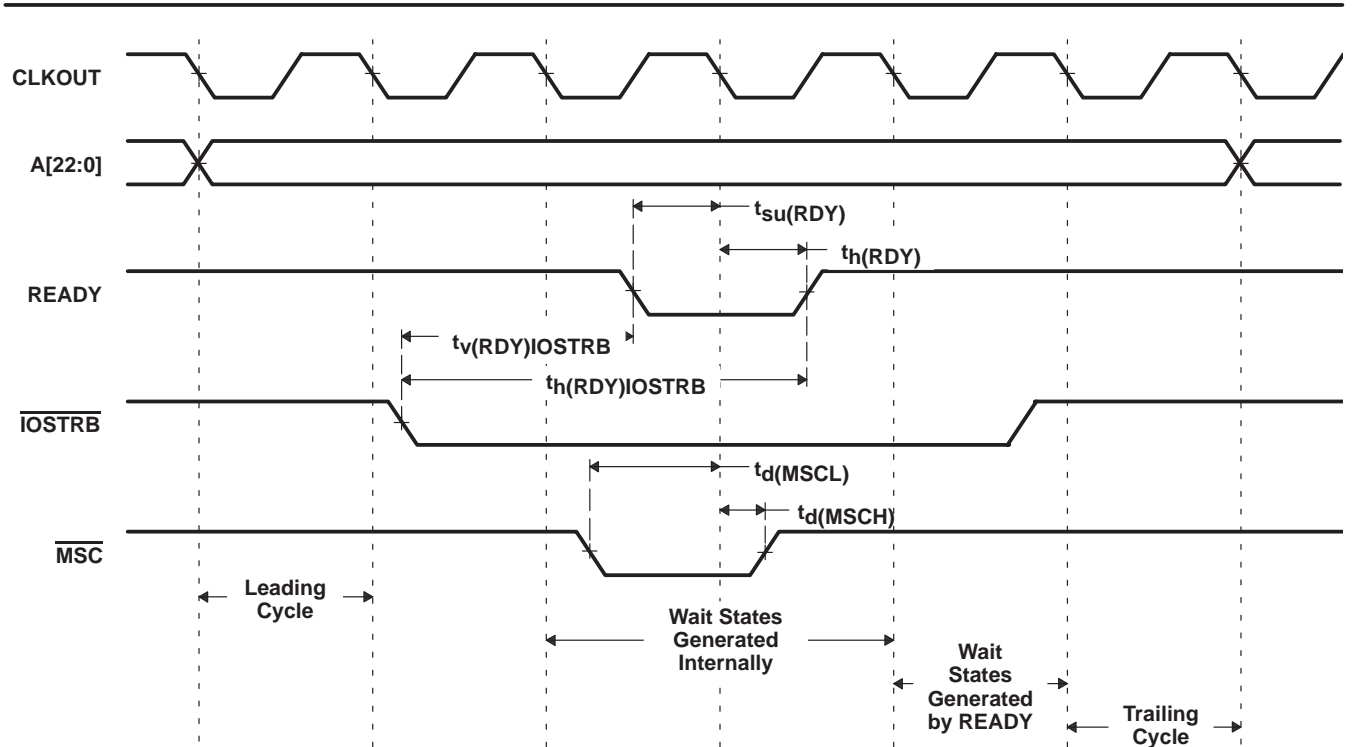 CLKOUT
A[22:0]
tsu(RDY)
th(RDY)
READY
tv(RDY)IOSTRB
th(RDY)IOSTRB
IOSTRB
td(MSCL)
td(MSCH)
MSC
Leading
Cycle
Wait States
Generated
Internally
Wait
States
Generated
by READY
Trailing
Cycle